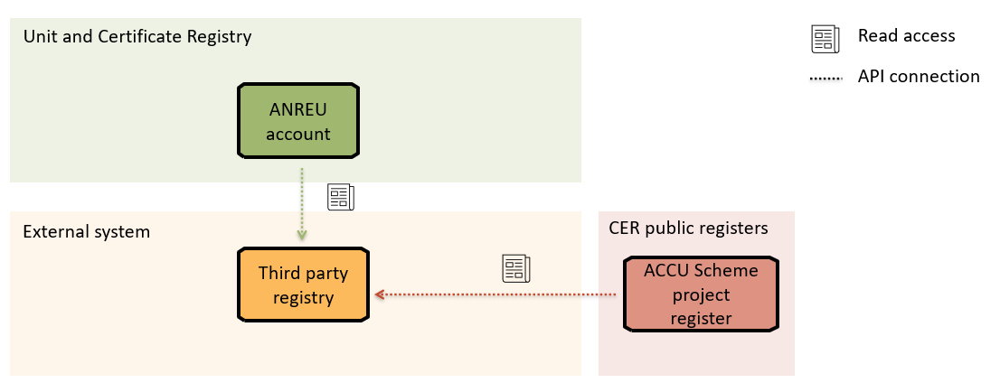 Unit and Certificate Registry
ANREU
account
Read access
API connection
External system
Third party
registry
CER public registers
ACCU Scheme
project
register